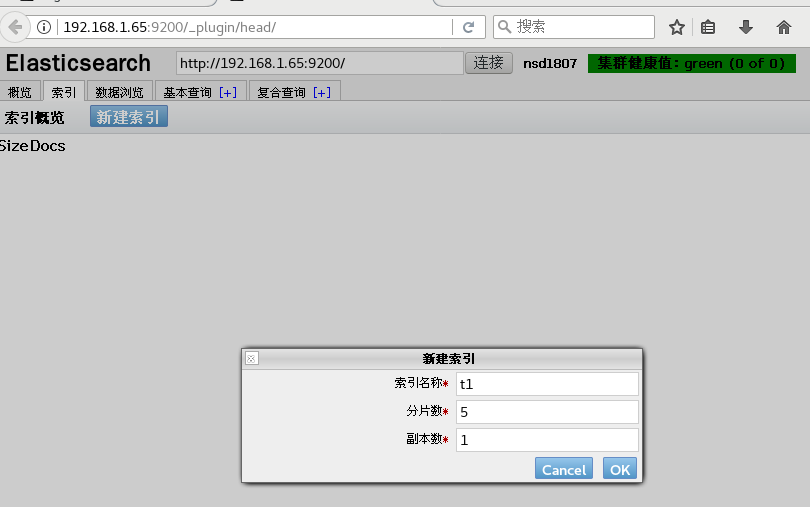 192.168.1.65:9200/_plugin/head/
搜索
Elasticsearch
http://192.168.1.65:9200/
连接
nsd1807
集群健康值: green (0 of 0)
概览
索引
数据浏览
基本查询 [+]
复合查询 [+]
索引概览
新建索引
SizeDocs
新建索引
索引名称* t1
分片数* 5
副本数* 1
Cancel
OK